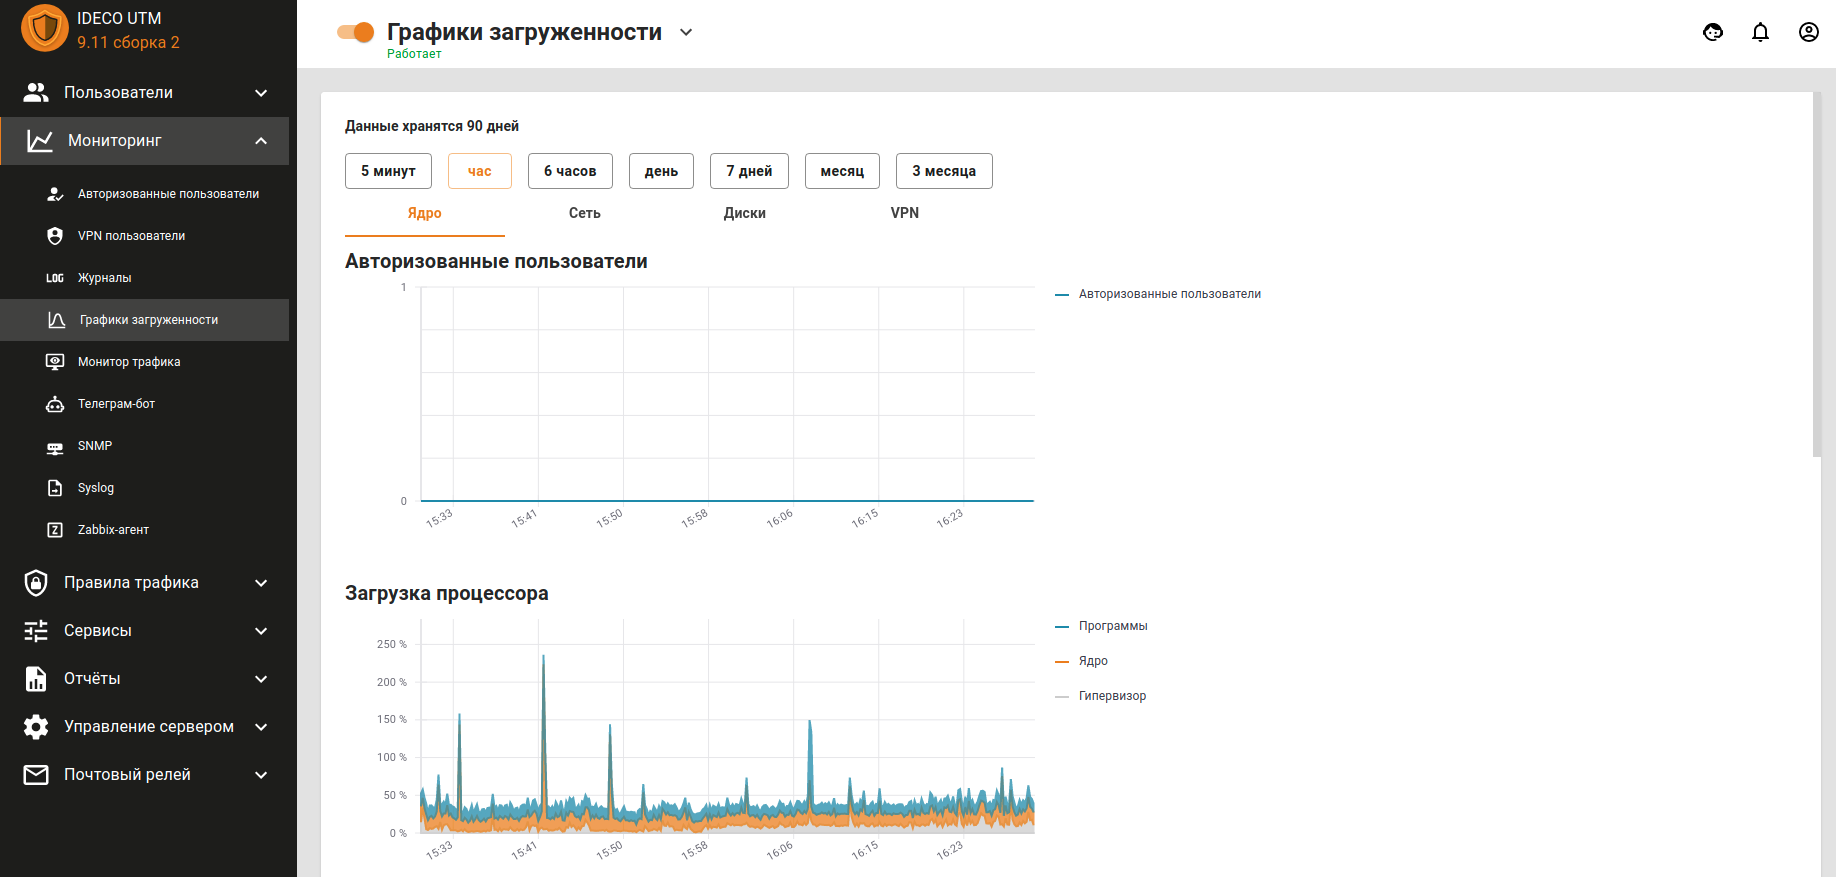 IDECO UTM
9.11 сборка 2
Пользователи
Мониторинг
Авторизованные пользователи
VPN пользователи
LOG Журналы
Графики загруженности
Монитор трафика
Телеграм-бот
SNMP
Syslog
Z Zabbix-агент
Правила трафика
Сервисы
Отчёты
Управление сервером
Почтовый релей
Графики загруженности
Работает
Данные хранятся 90 дней
5 минут час 6 часов день 7 дней месяц 3 месяца
Ядро Сеть Диски VPN
Авторизованные пользователи
1
0
15:33 15:41 15:50 15:58 16:06 16:15 16:23
Авторизованные пользователи
Загрузка процессора
250 %
200 %
150 %
100 %
50 %
0 %
15:33 15:41 15:50 15:58 16:06 16:15 16:23
Программы
Ядро
Гипервизор